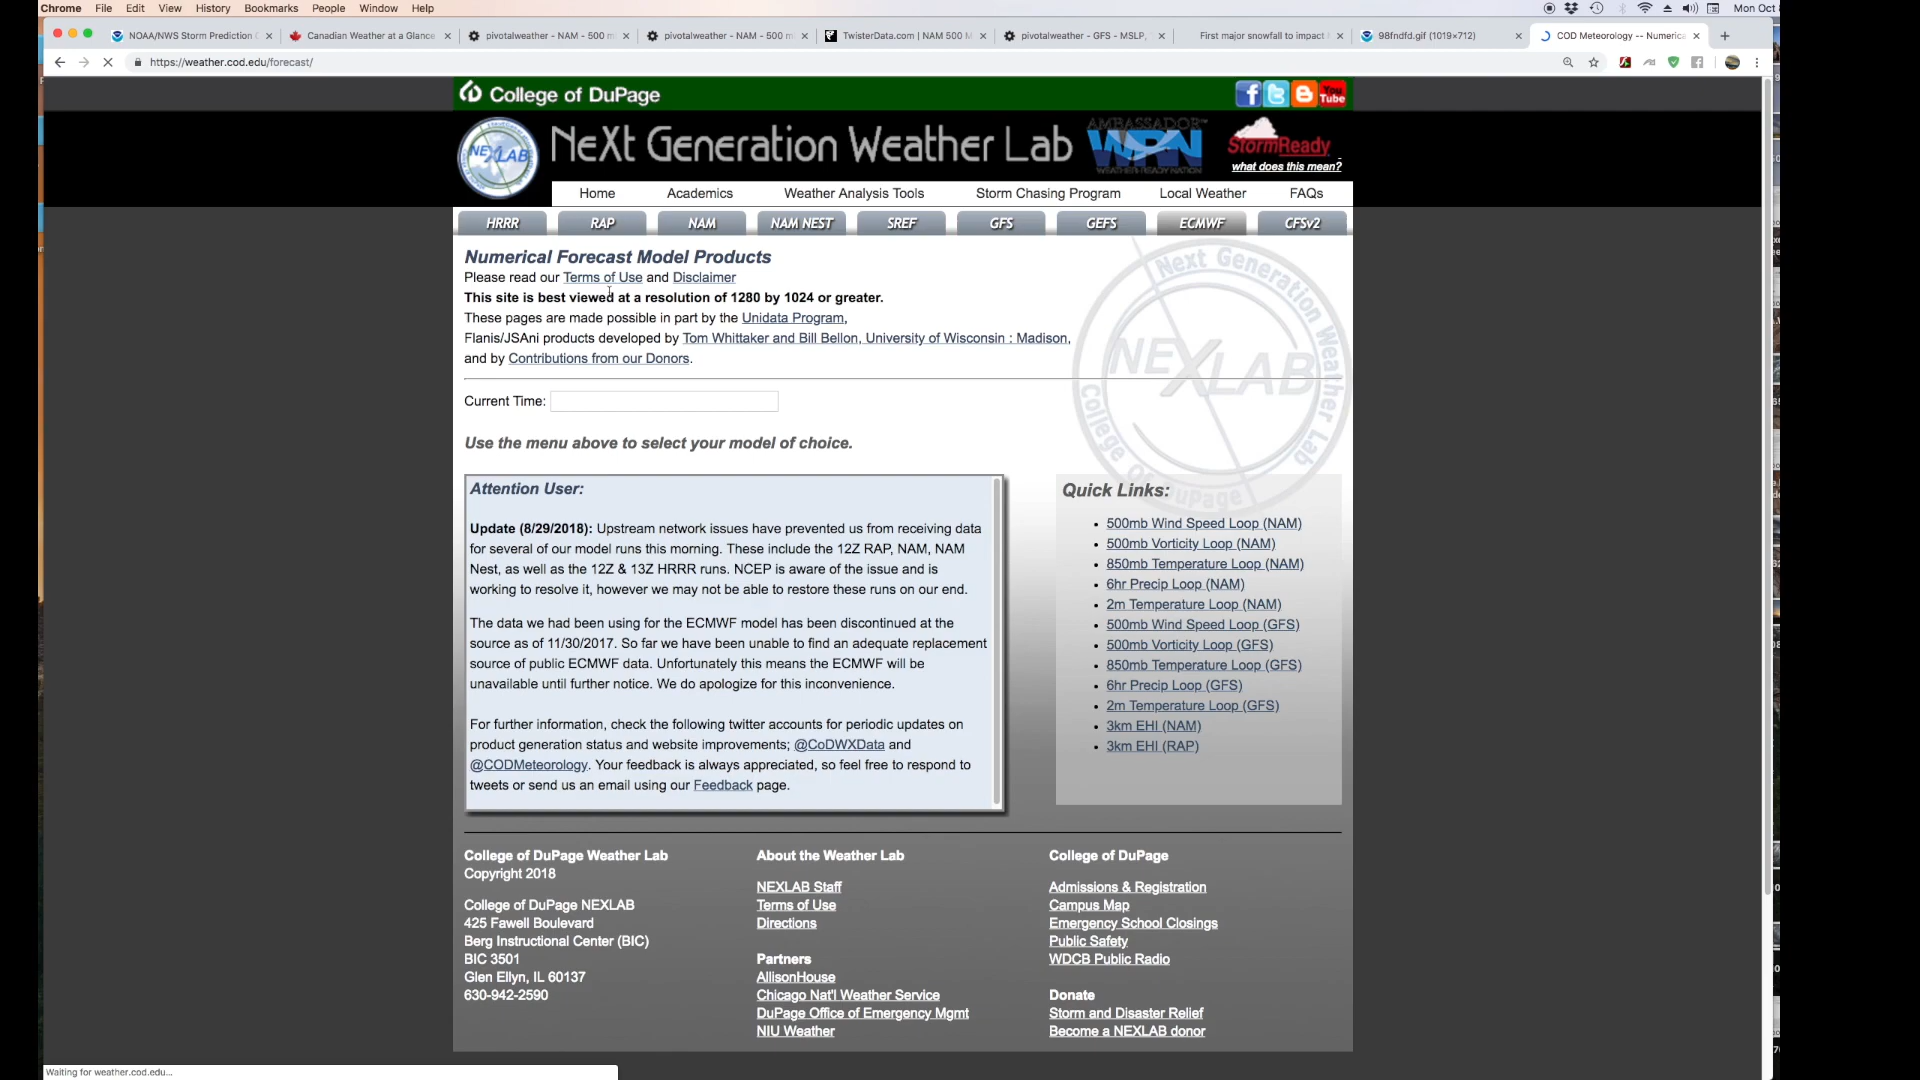 Chrome File Edit View History Bookmarks People Window Help Mon Oct
NOAA/NWS Storm Prediction C × Canadian Weather at a Glance × pivotalweather - NAM - 500 m × pivotalweather - NAM - 500 m × TwisterData.com | NAM 500 M × pivotalweather - GFS - MSLP, × First major snowfall to impact × 98fndfd.gif (1019×712) × COD Meteorology -- Numerica ×
https://weather.cod.edu/forecast/
College of DuPage
You Tube
NEXLAB
NeXt Generation Weather Lab
AMBASSADOR
WRN
WEATHER-READY NATION
StormReady
what does this mean?
Home Academics Weather Analysis Tools Storm Chasing Program Local Weather FAQs
HRRR RAP NAM NAM NEST SREF GFS GEFS ECMWF CFSv2
Numerical Forecast Model Products
Please read our Terms of Use and Disclaimer
This site is best viewed at a resolution of 1280 by 1024 or greater.
These pages are made possible in part by the Unidata Program,
Flanis/JSAni products developed by Tom Whittaker and Bill Bellon, University of Wisconsin : Madison,
and by Contributions from our Donors.
Next Generation Weather Lab
NEXLAB
College Of DuPage
Current Time:
Use the menu above to select your model of choice.
Attention User:
Update (8/29/2018): Upstream network issues have prevented us from receiving data
for several of our model runs this morning. These include the 12Z RAP, NAM, NAM
Nest, as well as the 12Z & 13Z HRRR runs. NCEP is aware of the issue and is
working to resolve it, however we may not be able to restore these runs on our end.
The data we had been using for the ECMWF model has been discontinued at the
source as of 11/30/2017. So far we have been unable to find an adequate replacement
source of public ECMWF data. Unfortunately this means the ECMWF will be
unavailable until further notice. We do apologize for this inconvenience.
For further information, check the following twitter accounts for periodic updates on
product generation status and website improvements; @CoDWXData and
@CODMeteorology. Your feedback is always appreciated, so feel free to respond to
tweets or send us an email using our Feedback page.
Quick Links:
500mb Wind Speed Loop (NAM)
500mb Vorticity Loop (NAM)
850mb Temperature Loop (NAM)
6hr Precip Loop (NAM)
2m Temperature Loop (NAM)
500mb Wind Speed Loop (GFS)
500mb Vorticity Loop (GFS)
850mb Temperature Loop (GFS)
6hr Precip Loop (GFS)
2m Temperature Loop (GFS)
3km EHI (NAM)
3km EHI (RAP)
College of DuPage Weather Lab
Copyright 2018
College of DuPage NEXLAB
425 Fawell Boulevard
Berg Instructional Center (BIC)
BIC 3501
Glen Ellyn, IL 60137
630-942-2590
About the Weather Lab
NEXLAB Staff
Terms of Use
Directions
Partners
AllisonHouse
Chicago Nat'l Weather Service
DuPage Office of Emergency Mgmt
NIU Weather
College of DuPage
Admissions & Registration
Campus Map
Emergency School Closings
Public Safety
WDCB Public Radio
Donate
Storm and Disaster Relief
Become a NEXLAB donor
Waiting for weather.cod.edu...